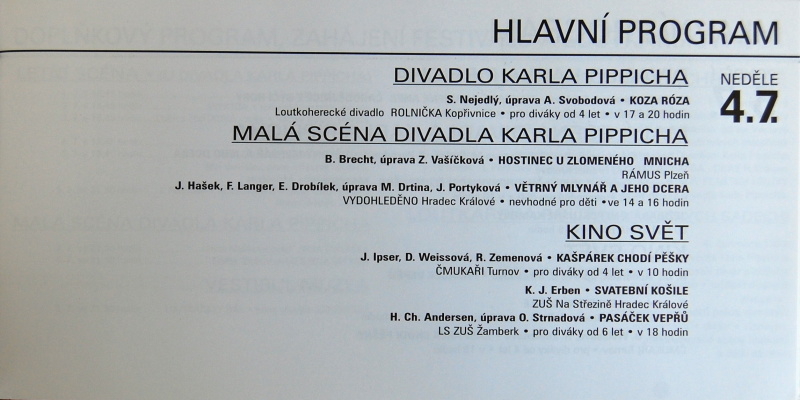 HLAVNÍ PROGRAM
DIVADLO KARLA PIPPICHA
NEDĚLE
4.7.
S. Nejedlý, úprava A. Svobodová • KOZA RÓZA
Loutkoherecké divadlo ROLNIČKA Kopřivnice • pro diváky od 4 let • v 17 a 20 hodin
MALÁ SCÉNA DIVADLA KARLA PIPPICHA
B. Brecht, úprava Z. Vašíčková • HOSTINEC U ZLOMENÉHO MNICHA
RÁMUS Plzeň
J. Hašek, F. Langer, E. Drobílek, úprava M. Drtina, J. Portyková • VĚTRNÝ MLYNÁŘ A JEHO DCERA
VYDOHLEDĚNO Hradec Králové • nevhodné pro děti •ve 14 a 16 hodin
KINO SVĚT
J. Ipser, D. Weissová, R. Zemenová • KAŠPÁREK CHODÍ PĚŠKY
ČMUKAŘI Turnov • pro diváky od 4 let • v 10 hodin
K. J. Erben • SVATEBNÍ KOŠILE
ZUŠ Na Střezině Hradec Králové
H. Ch. Andersen, úprava O. Strnadová • PASÁČEK VEPŘŮ
LS ZUŠ Žamberk • pro diváky od 6 let • v 18 hodin